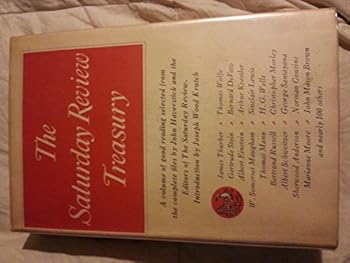 The
Saturday Review
Treasury
A volume of good reading selected from
the complete files by John Haverstick and the
Editors of The Saturday Review.
Introduction by Joseph Wood Krutch
James Thurber
Thomas Wolfe
Gertrude Stein
Bernard DeVoto
Albert Einstein
Arthur Koestler
W. Somerset Maugham
Sinclair Lewis
Thomas Mann
H. G. Wells
Bertrand Russell
Christopher Morley
Albert Schweitzer
George Santayana
Sherwood Anderson
Norman Cousins
Marianne Moore
John Mason Brown
and nearly 100 others